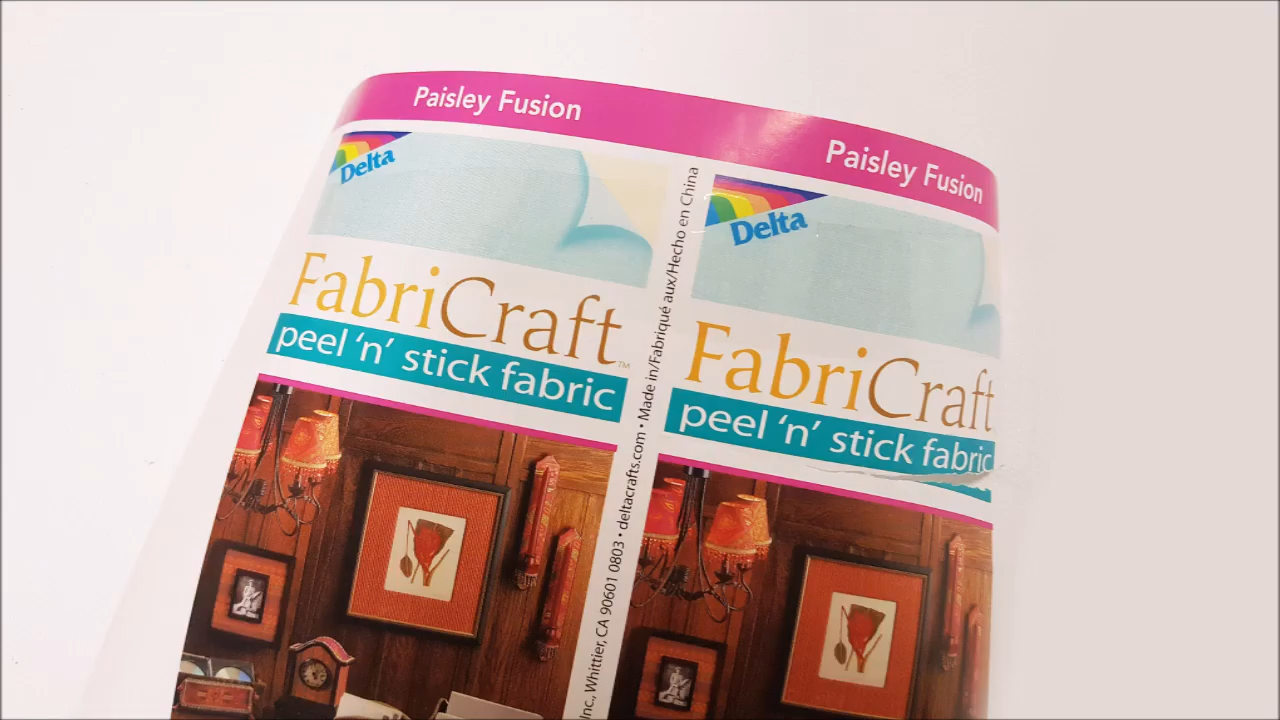 Paisley Fusion
Delta
FabriCraft™
peel ‘n’ stick fabric
Inc., Whittier, CA 90601 0803 • deltacrafts.com • Made in/Fabriqué aux/Hecho en China
Paisley Fusion
Delta
FabriCraft
peel ‘n’ stick fabric